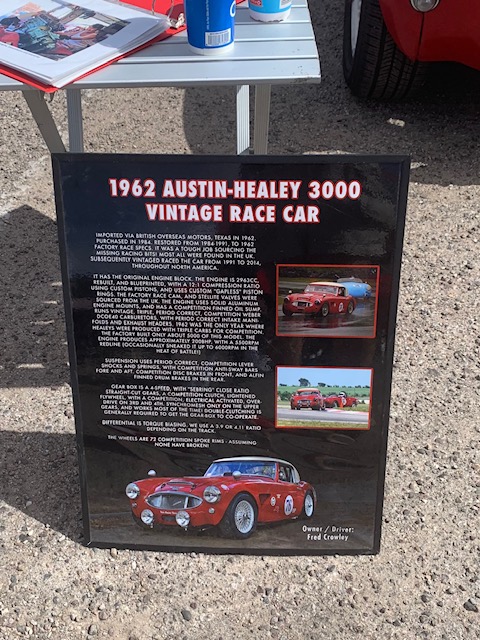 1962 AUSTIN-HEALEY 3000
VINTAGE RACE CAR
IMPORTED VIA BRITISH OVERSEAS MOTORS, TEXAS IN 1962.
PURCHASED IN 1984, RESTORED FROM 1984-1991, TO 1962
FACTORY RACE SPECS. IT WAS A TOUGH JOB SOURCING THE
MISSING RACING BITS! MOST ALL WERE FOUND IN THE UK.
SUBSEQUENTLY VINTAGED RACED THE CAR FROM 1991 TO 2014,
THROUGHOUT NORTH AMERICA.
IT HAS THE ORIGINAL ENGINE BLOCK. THE ENGINE IS 2963CC,
REBUILT, AND BLUEPRINTED, WITH A 12:1 COMPRESSION RATIO
USING CUSTOM PISTONS, AND USES CUSTOM "GAPLESS" PISTON
RINGS. THE FACTORY RACE CAM, AND STELLITE VALVES WERE
SOURCED FROM THE UK. THE ENGINE USES SOLID ALUMINUM
ENGINE MOUNTS, AND HAS A COMPETITION FINNED OIL SUMP.
RUNS VINTAGE, TRIPLE, PERIOD CORRECT, COMPETITION WEBER
DCOE40 CARBURETORS, WITH PERIOD CORRECT INTAKE MANI-
FOLDS AND EXHAUST HEADERS. 1962 WAS THE ONLY YEAR WHERE
HEALEYS WERE PRODUCED WITH TRIPLE CARBS FOR COMPETITION.
THE FACTORY BUILT ONLY ABOUT 5000 OF THIS MODEL. THE
ENGINE PRODUCES APPROXIMATELY 200BHP, WITH A 5500RPM
REDLINE (OCCASIONALLY SNEAKED IT UP TO 6000RPM IN THE
HEAT OF BATTLE!)
SUSPENSION USES PERIOD CORRECT, COMPETITION LEVER
SHOCKS AND SPRINGS, WITH COMPETITION ANTI-SWAY BARS
FORE AND AFT, COMPETITION DISC BRAKES IN FRONT, AND ALFIN
FINNED DRUM BRAKES IN THE REAR.
GEAR BOX IS A 6-SPEED, WITH "SEBRING" CLOSE RATIO
STRAIGHT-CUT GEARS, A COMPETITION CLUTCH, LIGHTENED
FLYWHEEL, WITH A COMPETITION, ELECTRICAL ACTIVATED, OVER-
DRIVE ON 3RD AND 4TH. SYNCHROMESH ONLY ON THE UPPER
GEARS, AND WORKS MOST OF THE TIME! DOUBLE-CLUTCHING IS
GENERALLY REQUIRED TO GET THE GEARBOX TO CO-OPERATE.
DIFFERENTIAL IS TORQUE BIASING. WE USE A 3.9 OR 4.11 RATIO
DEPENDING ON THE TRACK.
THE WHEELS ARE 72 COMPETITION SPOKE RIMS - ASSUMING
NONE HAVE BROKEN!
Owner / Driver:
Fred Crowley